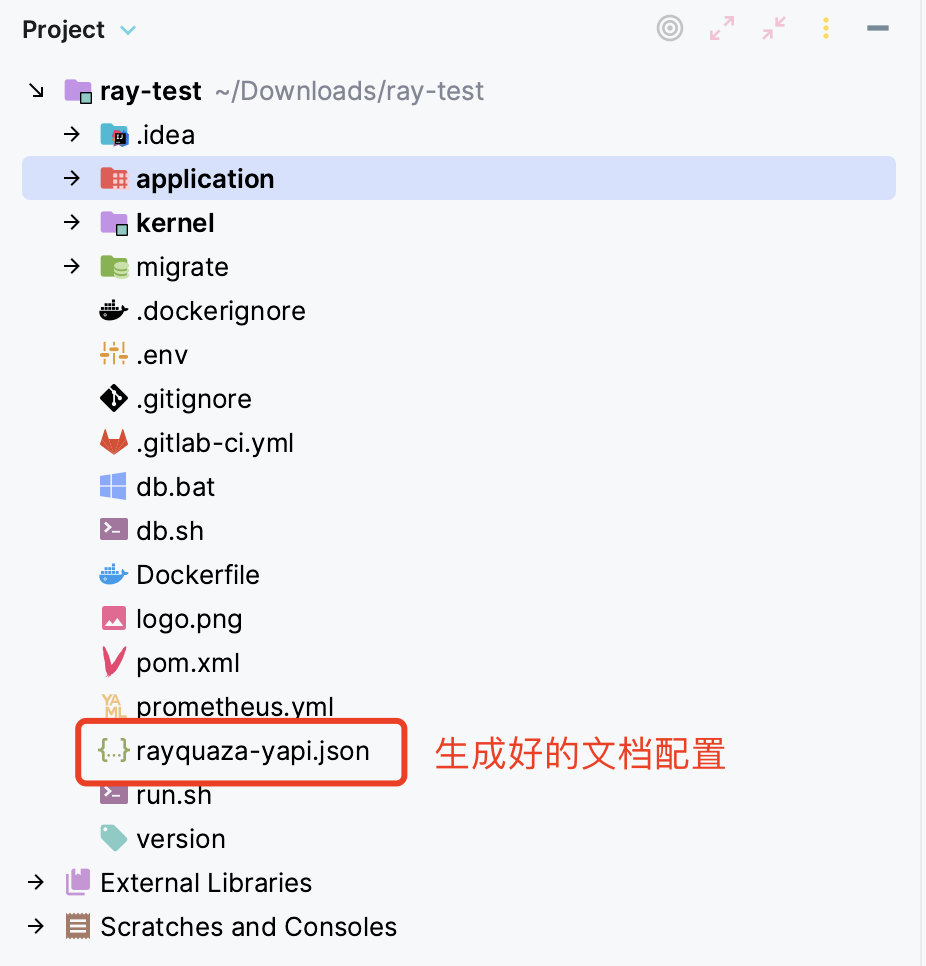 Project
ray-test ~/Downloads/ray-test
.idea
application
kernel
migrate
.dockerignore
.env
.gitignore
.gitlab-ci.yml
db.bat
db.sh
Dockerfile
logo.png
pom.xml
prometheus.yml
rayquaza-yapi.json 生成好的文档配置
run.sh
version
External Libraries
Scratches and Consoles